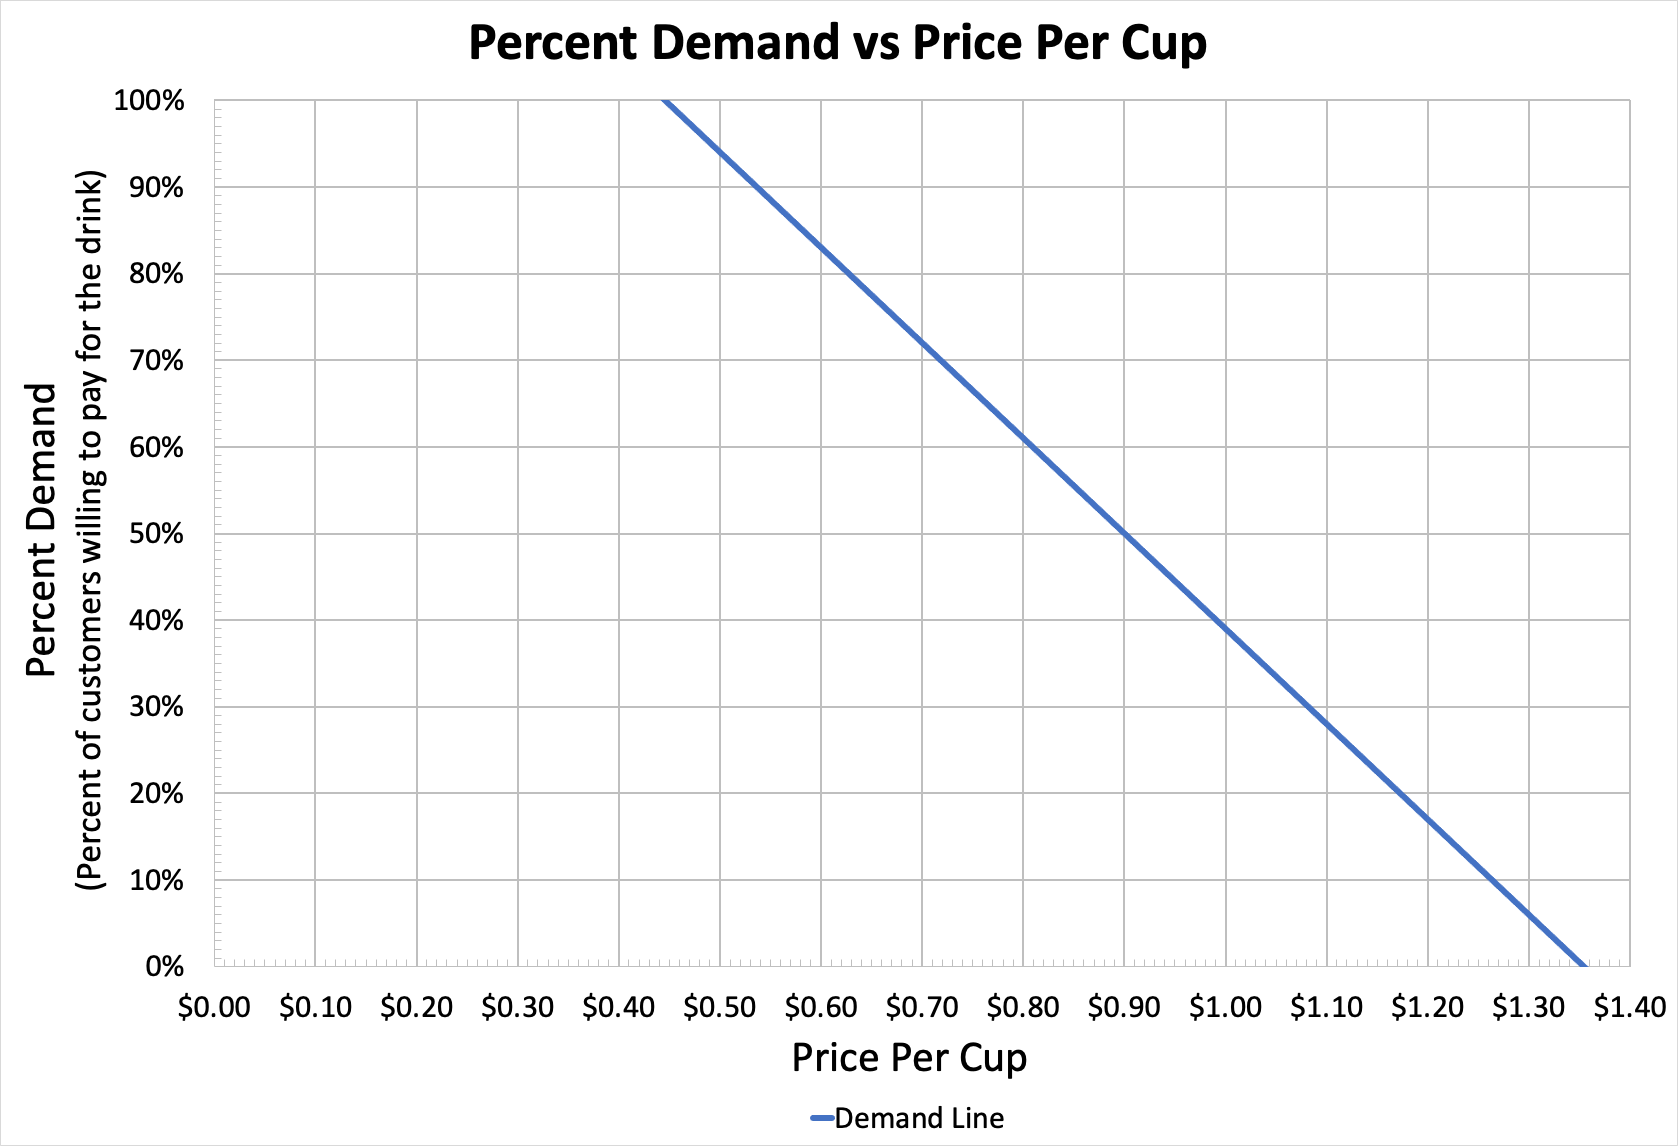 Percent Demand vs Price Per Cup
Percent Demand
(Percent of customers willing to pay for the drink)
100%
90%
80%
70%
60%
50%
40%
30%
20%
10%
0%
$0.00 $0.10 $0.20 $0.30 $0.40 $0.50 $0.60 $0.70 $0.80 $0.90 $1.00 $1.10 $1.20 $1.30 $1.40
Price Per Cup
Demand Line